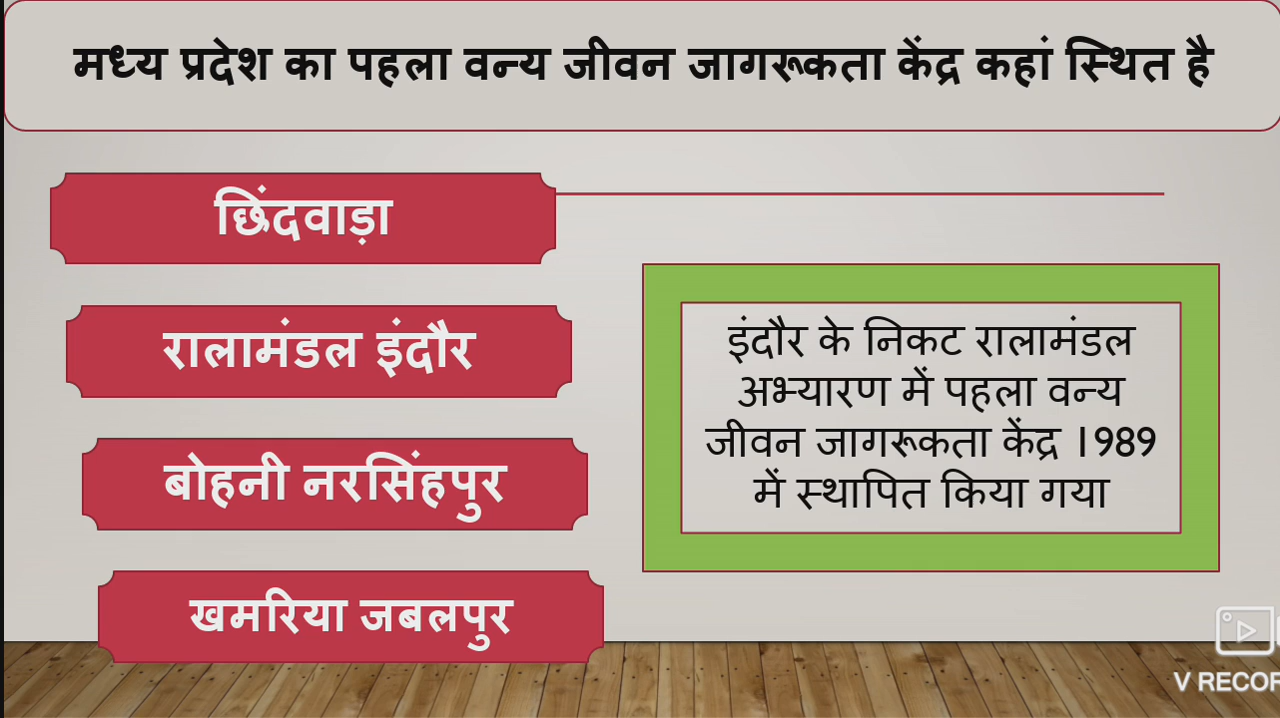 मध्य प्रदेश का पहला वन्य जीवन जागरूकता केंद्र कहां स्थित है
छिंदवाड़ा
रालामंडल इंदौर
बोहनी नरसिंहपुर
खमरिया जबलपुर
इंदौर के निकट रालामंडल
अभ्यारण में पहला वन्य
जीवन जागरूकता केंद्र 1989
में स्थापित किया गया
V RECOR